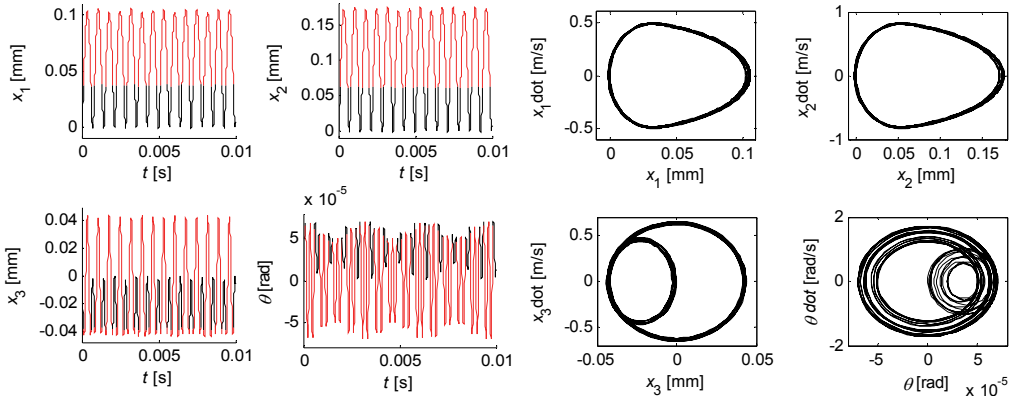 0.1
0.05
0
x1 [mm]
0
0.005
0.01
t [s]
0.15
0.1
0.05
0
x2 [mm]
0
0.005
0.01
t [s]
0.5
0
-0.5
x1dot [m/s]
0
0.05
0.1
x1 [mm]
1
0
-1
x2dot [m/s]
0
0.05
0.1
0.15
x2 [mm]
0.04
0.02
0
-0.02
-0.04
x3 [mm]
0
0.005
0.01
t [s]
x 10-5
5
0
-5
θ [rad]
0
0.005
0.01
t [s]
0.5
0
-0.5
x3dot [m/s]
-0.05
0
0.05
x3 [mm]
2
0
-2
θ dot [rad/s]
-5
0
5
θ [rad]
x 10-5